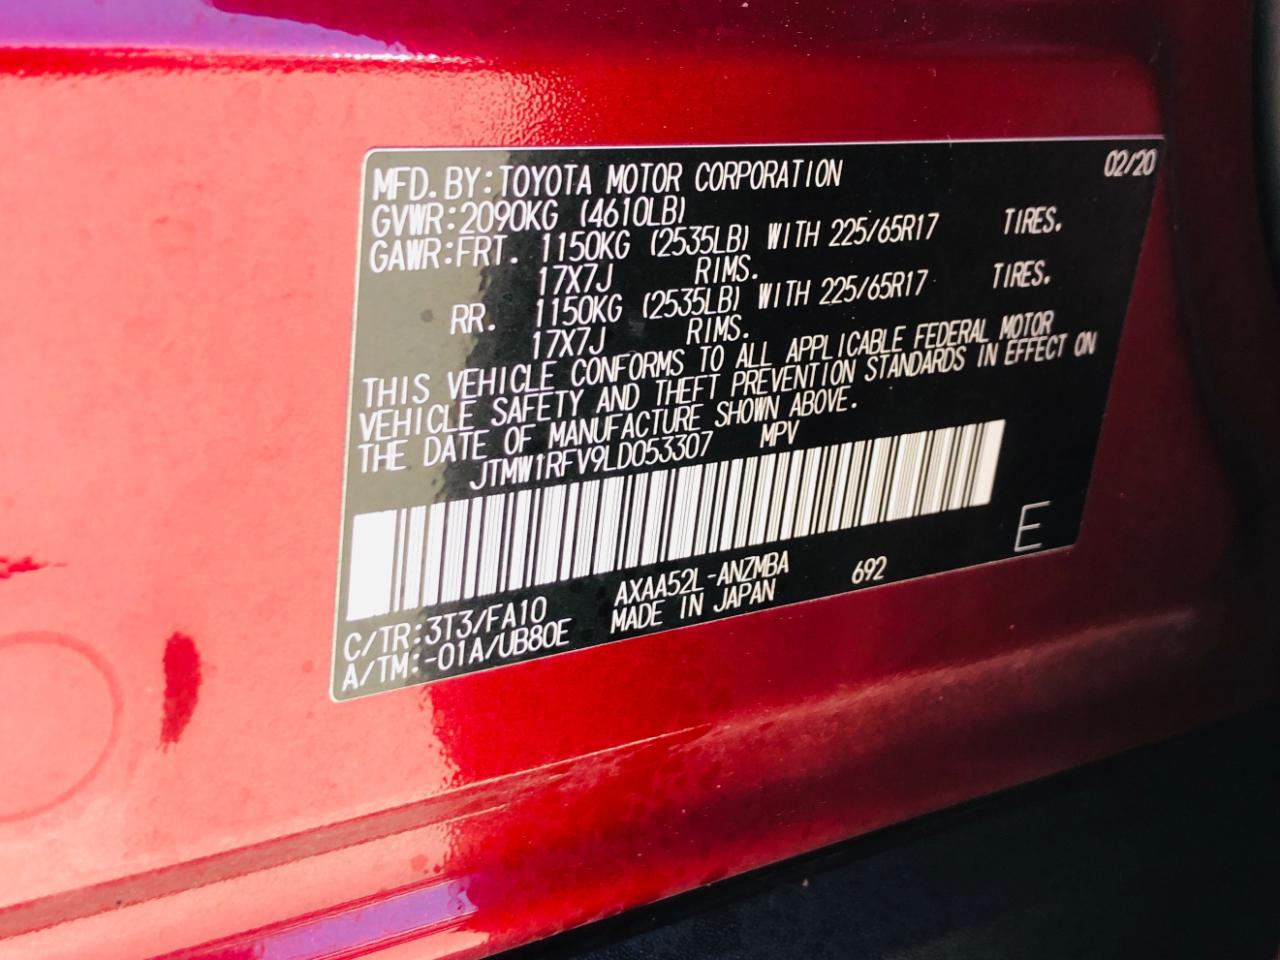 MFD.BY:TOYOTA MOTOR CORPORATION 02/20
GVWR:2090KG (4610LB)
GAWR:FRT. 1150KG (2535LB) WITH 225/65R17 TIRES.
17X7J RIMS.
RR. 1150KG (2535LB) WITH 225/65R17 TIRES.
17X7J RIMS.
THIS VEHICLE CONFORMS TO ALL APPLICABLE FEDERAL MOTOR
VEHICLE SAFETY AND THEFT PREVENTION STANDARDS IN EFFECT ON
THE DATE OF MANUFACTURE SHOWN ABOVE.
JTMW1RFV9LD053307 MPV
E
C/TR:3T3/FA10 AXAA52L-ANZMBA 692
A/TM:-01A/UB80E MADE IN JAPAN